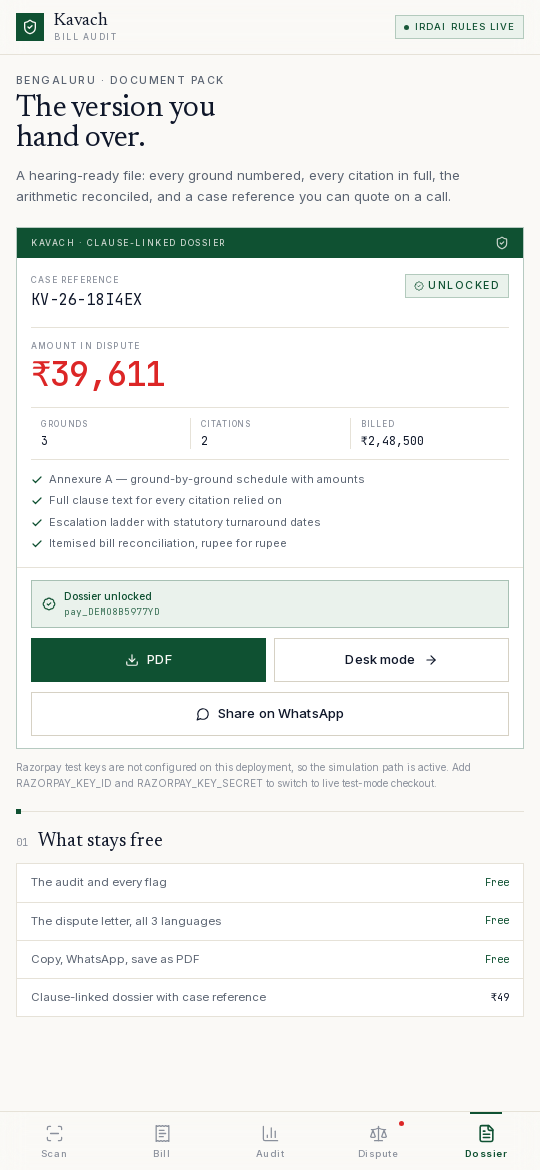 Kavach
BILL AUDIT
IRDAI RULES LIVE
BENGALURU · DOCUMENT PACK
The version you
hand over.
A hearing-ready file: every ground numbered, every citation in full, the
arithmetic reconciled, and a case reference you can quote on a call.
KAVACH · CLAUSE-LINKED DOSSIER
CASE REFERENCE
KV-26-18I4EX
UNLOCKED
AMOUNT IN DISPUTE
₹39,611
GROUNDS
3
CITATIONS
2
BILLED
₹2,48,500
Annexure A — ground-by-ground schedule with amounts
Full clause text for every citation relied on
Escalation ladder with statutory turnaround dates
Itemised bill reconciliation, rupee for rupee
Dossier unlocked
pay_DEMO8B5977YD
PDF
Desk mode
Share on WhatsApp
Razorpay test keys are not configured on this deployment, so the simulation path is active. Add
RAZORPAY_KEY_ID and RAZORPAY_KEY_SECRET to switch to live test-mode checkout.
01 What stays free
The audit and every flag Free
The dispute letter, all 3 languages Free
Copy, WhatsApp, save as PDF Free
Clause-linked dossier with case reference ₹49
Scan
Bill
Audit
Dispute
Dossier